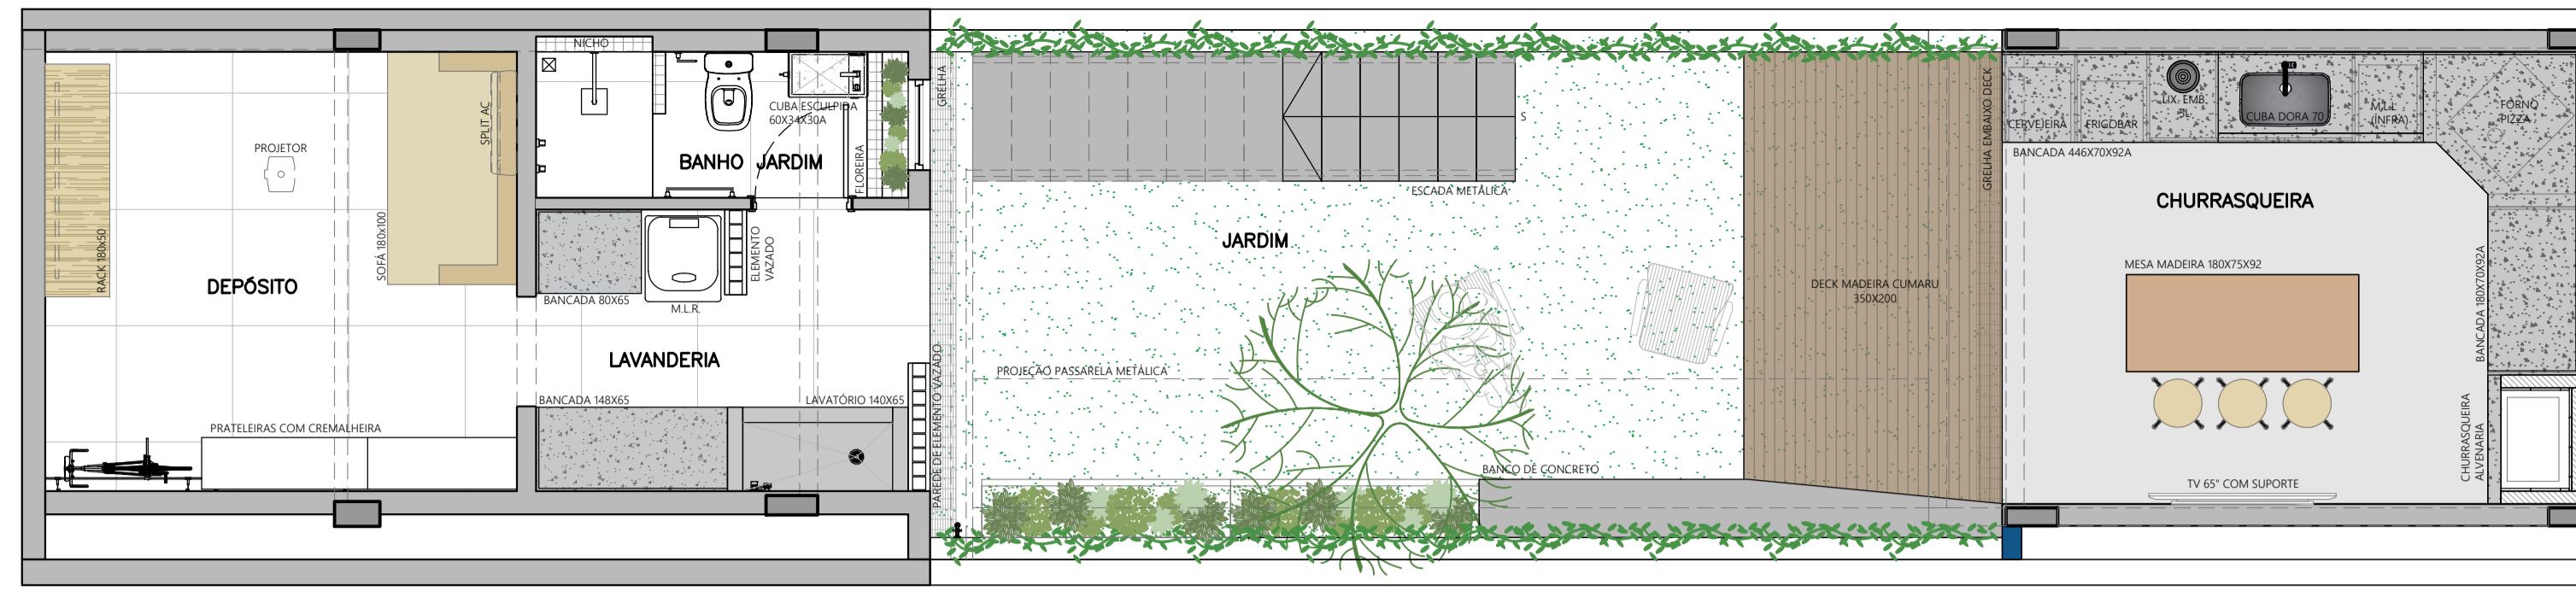 NICHO
SPLIT AC
PROJETOR
RACK 180x50
SOFÁ 180x100
DEPÓSITO
PRATELEIRAS COM CREMALHEIRA
CUBA ESCULPIDA
60X34X30A
BANHO JARDIM
FLOREIRA
BANCADA 80X65
M.L.R.
ELEMENTO
VAZADO
LAVANDERIA
BANCADA 148X65
LAVATÓRIO 140X65
GRELHA
PAREDE DE ELEMENTO VAZADO
S
ESCADA METÁLICA
JARDIM
PROJEÇÃO PASSARELA METÁLICA
BANCO DE CONCRETO
DECK MADEIRA CUMARU
350X200
GRELHA EMBAIXO DECK
CERVEJEIRA
FRIGOBAR
LIX. EMB.
5L
CUBA DORA 70
M.L.L
(INFRA)
FORNO
PIZZA
BANCADA 446X70X92A
CHURRASQUEIRA
MESA MADEIRA 180X75X92
BANCADA 180X70X92A
CHURRASQUEIRA
ALVENARIA
TV 65" COM SUPORTE